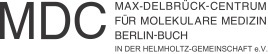 MDC
MAX-DELBRÜCK-CENTRUM
FÜR MOLEKULARE MEDIZIN
BERLIN-BUCH
IN DER HELMHOLTZ-GEMEINSCHAFT e.V.